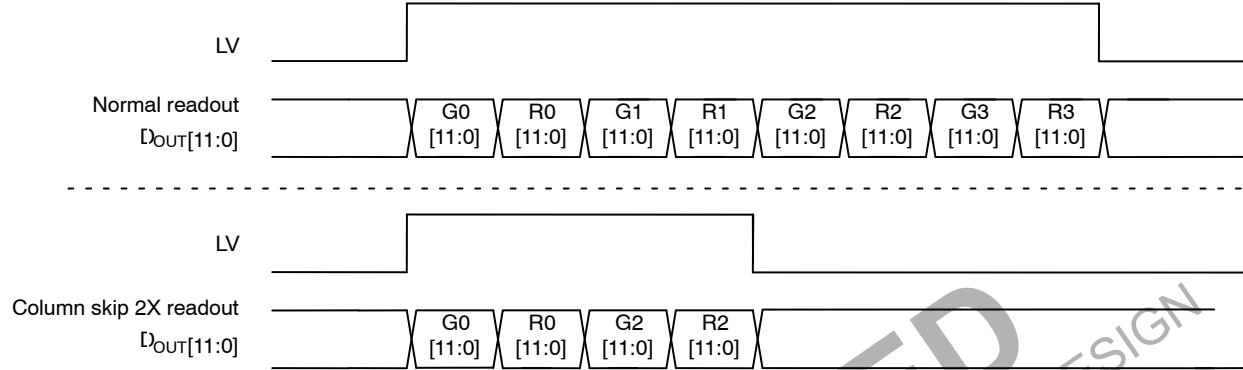 LV
Normal readout
DOUT[11:0]
G0 R0 G1 R1 G2 R2 G3 R3
[11:0] [11:0] [11:0] [11:0] [11:0] [11:0] [11:0] [11:0]
LV
Column skip 2X readout
DOUT[11:0]
G0 R0 G2 R2
[11:0] [11:0] [11:0] [11:0]